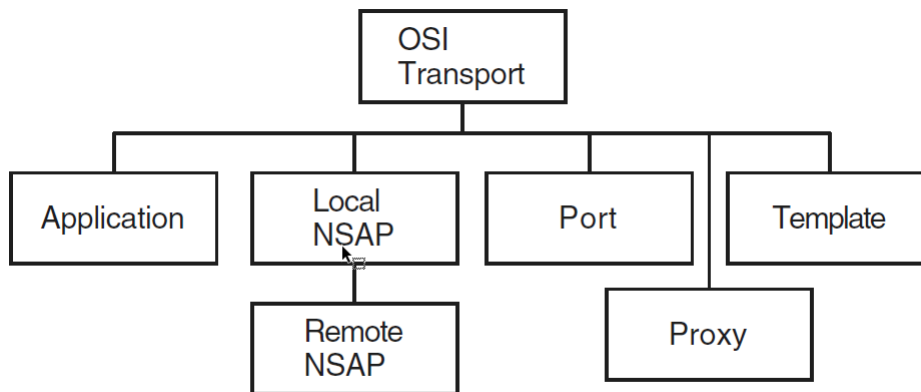 OSI
Transport
Application
Local
NSAP
Port
Template
Remote
NSAP
Proxy